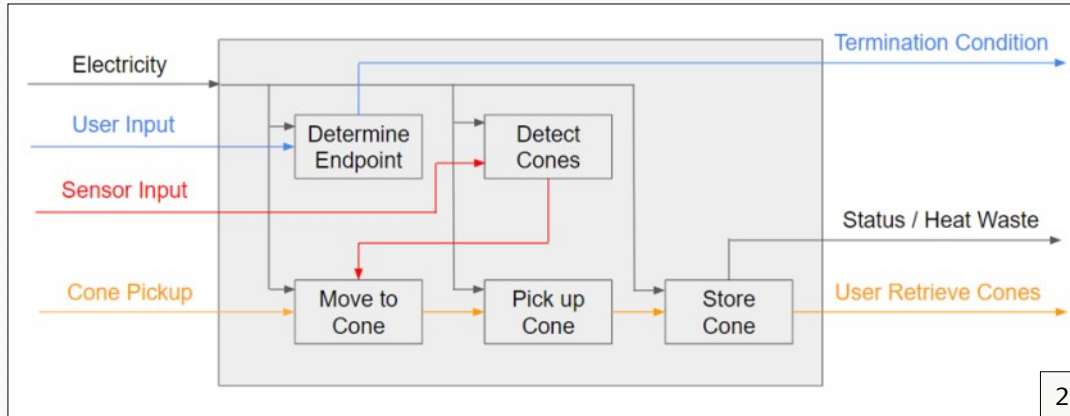 Termination Condition
Electricity
User Input
Determine
Endpoint
Detect
Cones
Sensor Input
Status / Heat Waste
Cone Pickup
Move to
Cone
Pick up
Cone
Store
Cone
User Retrieve Cones
2